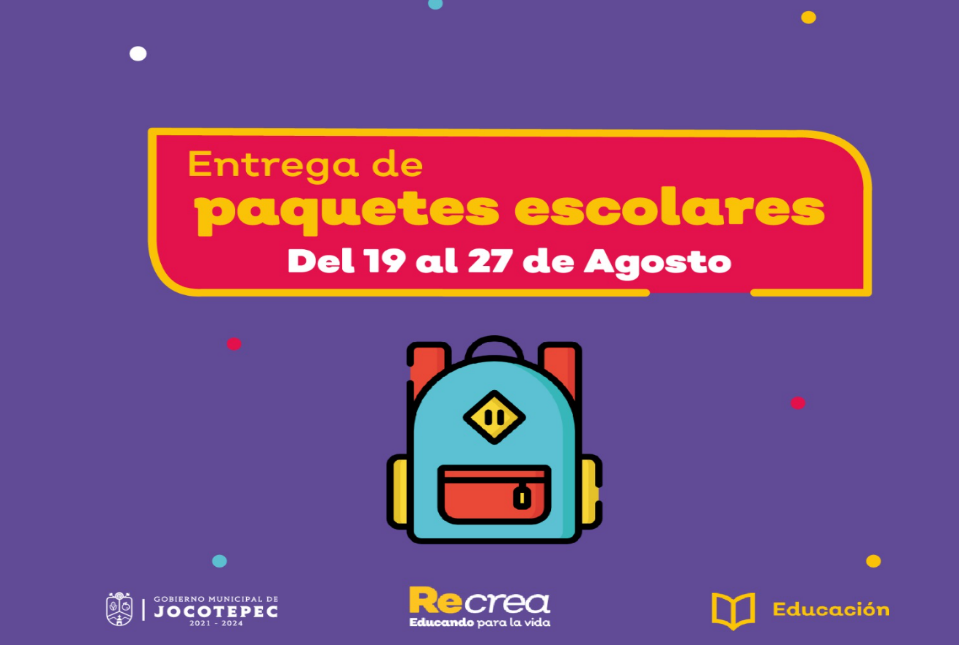 Entrega de
paquetes escolares
Del 19 al 27 de Agosto
GOBIERNO MUNICIPAL DE
JOCOTEPEC
2021 - 2024
Recrea
Educando para la vida
Educación